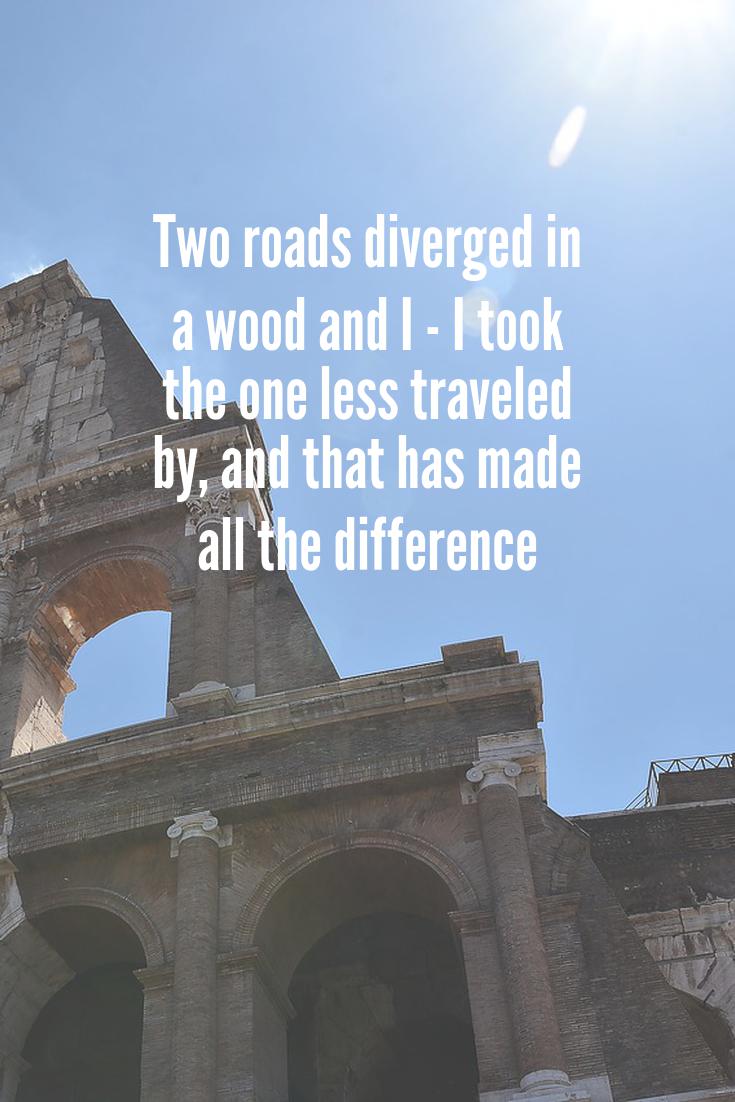 Two roads diverged in
a wood and I - I took
the one less traveled
by, and that has made
all the difference